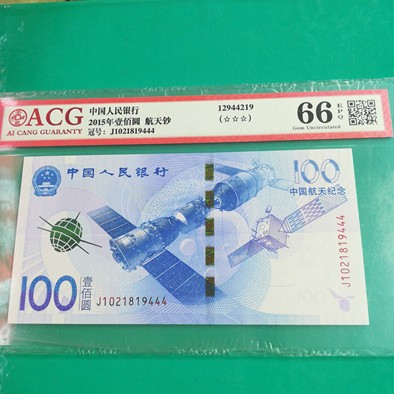 ACG
AI CANG GUARANTY
中国人民银行
2015年壹佰圆 航天钞
冠号: J1021819444
12944219
(☆☆☆)
66
EPQ
Gem Uncirculated
中国人民银行
100
中国航天纪念
J1021819444
100
壹佰圆
J1021819444